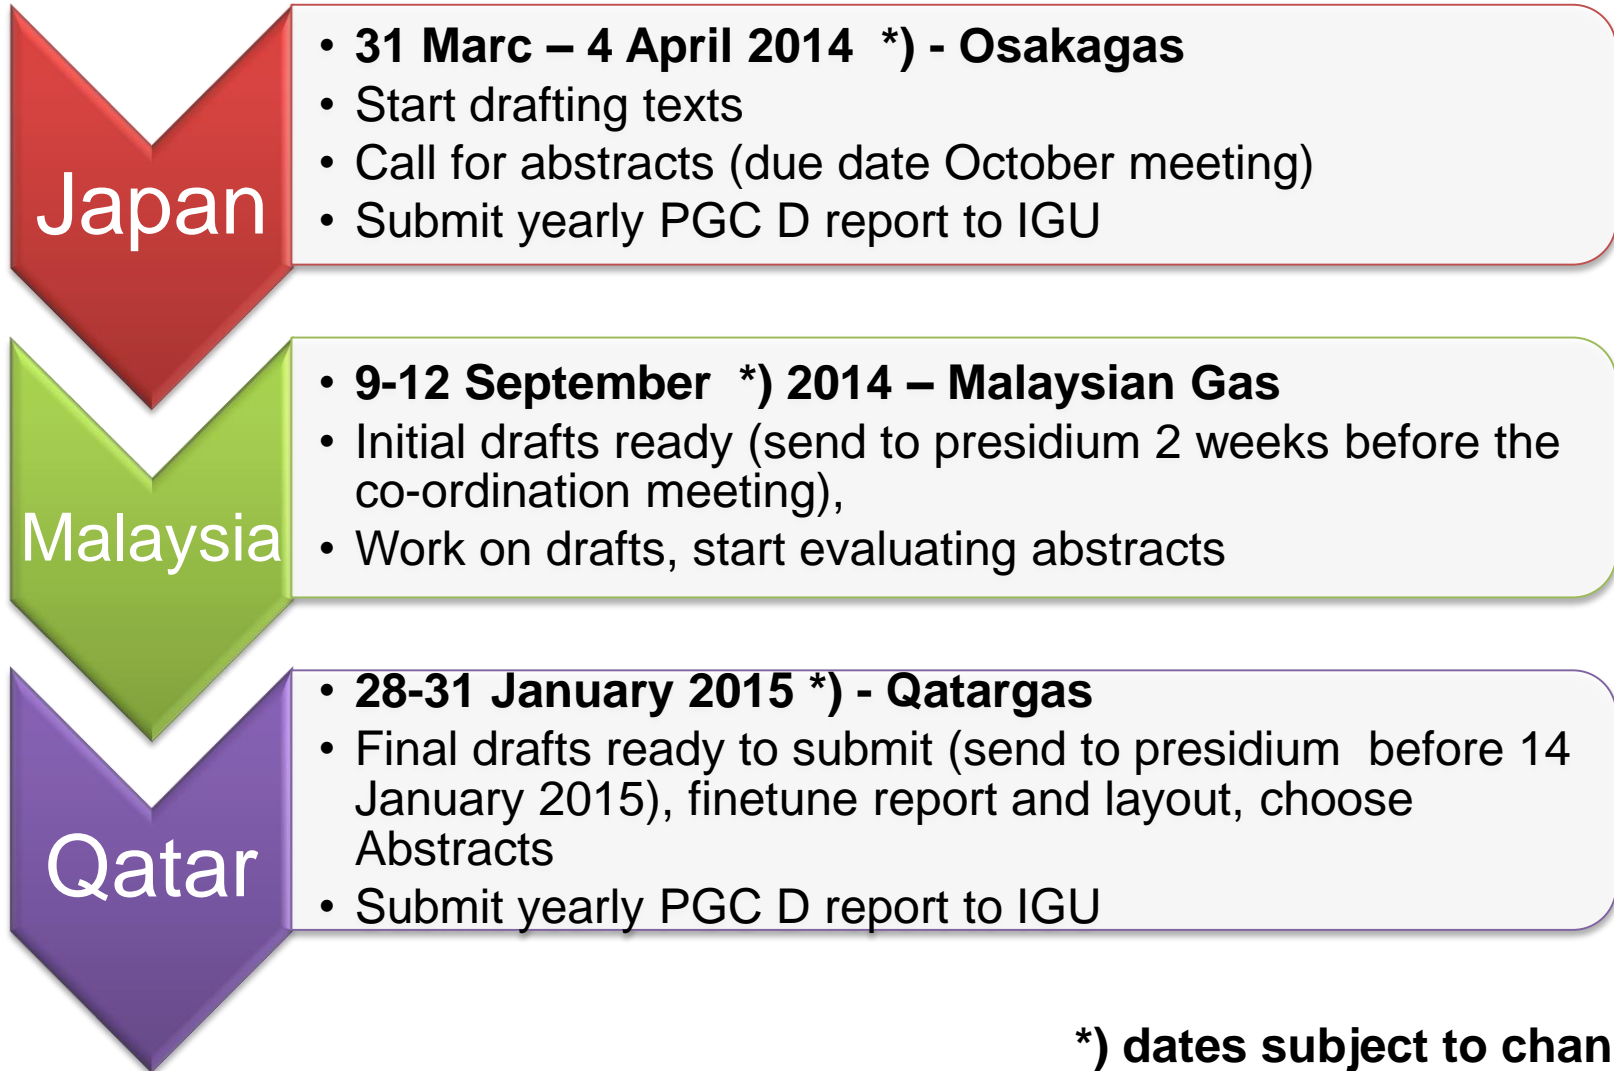 Japan
• 31 Marc – 4 April 2014 *) - Osakagas
• Start drafting texts
• Call for abstracts (due date October meeting)
• Submit yearly PGC D report to IGU
Malaysia
• 9-12 September *) 2014 – Malaysian Gas
• Initial drafts ready (send to presidium 2 weeks before the
co-ordination meeting),
• Work on drafts, start evaluating abstracts
Qatar
• 28-31 January 2015 *) - Qatargas
• Final drafts ready to submit (send to presidium before 14
January 2015), finetune report and layout, choose
Abstracts
• Submit yearly PGC D report to IGU
*) dates subject to chan